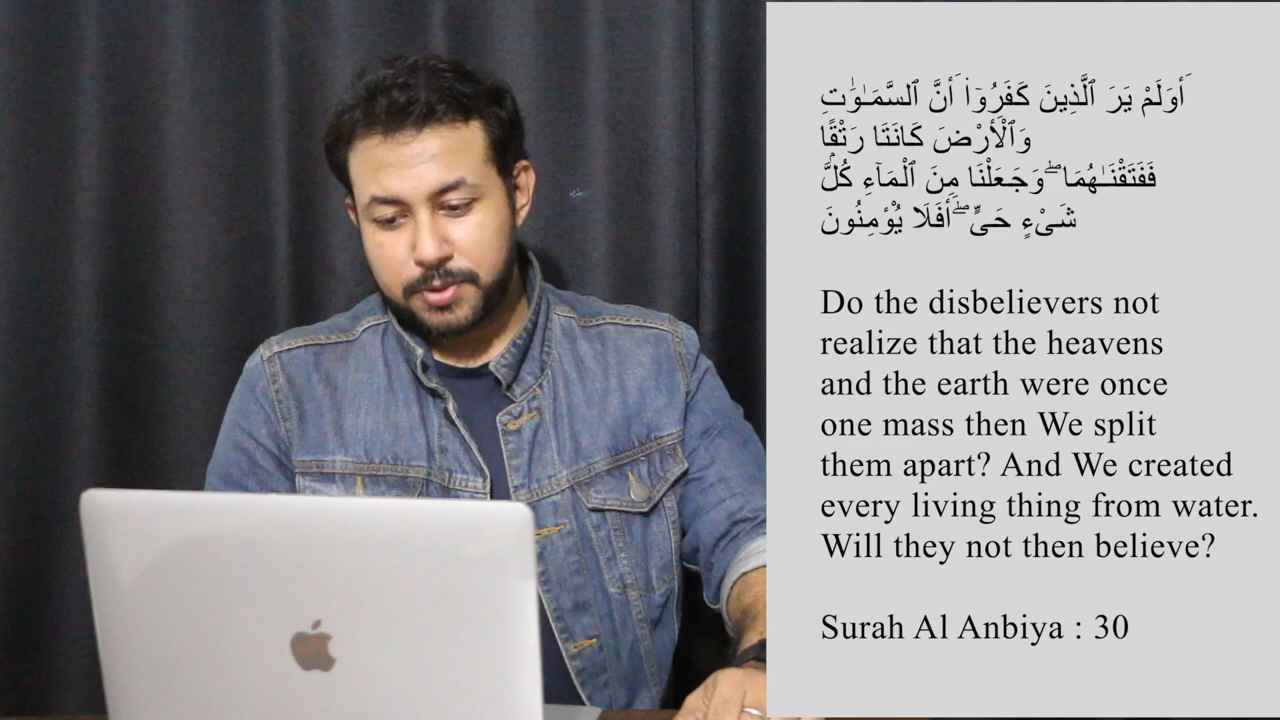 أَوَلَمْ يَرَ ٱلَّذِينَ كَفَرُوٓا۟ أَنَّ ٱلسَّمَـٰوَٰتِ
وَٱلْأَرْضَ كَانَتَا رَتْقًۭا
فَفَتَقْنَـٰهُمَا ۖ وَجَعَلْنَا مِنَ ٱلْمَآءِ كُلَّ
شَىْءٍ حَىٍّ ۖ أَفَلَا يُؤْمِنُونَ
Do the disbelievers not
realize that the heavens
and the earth were once
one mass then We split
them apart? And We created
every living thing from water.
Will they not then believe?
Surah Al Anbiya : 30